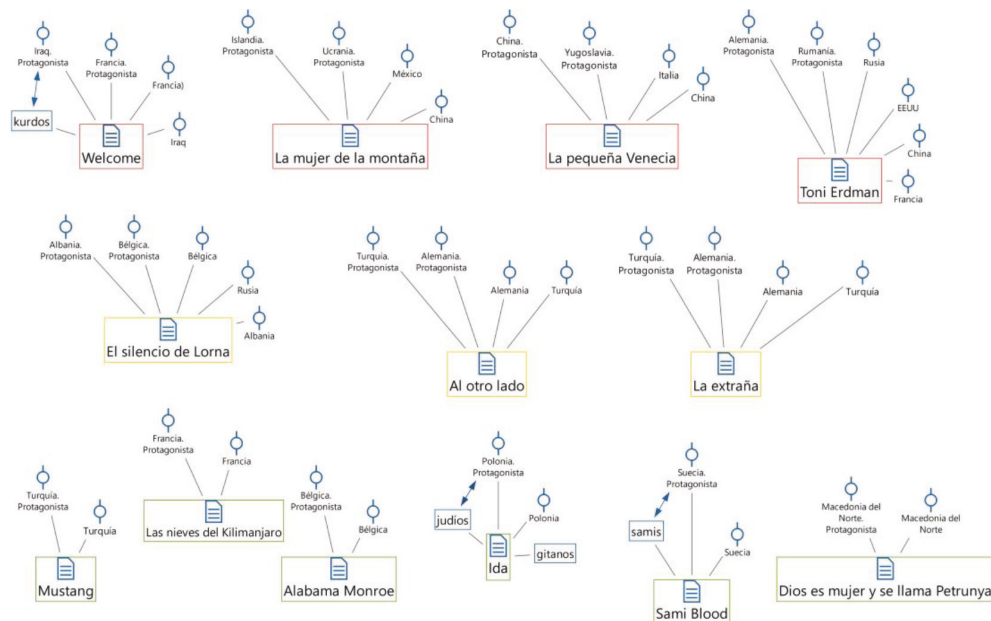 Iraq.
Protagonista
Francia.
Protagonista
Francia)
Iraq
kurdos
Welcome
Islandia.
Protagonista
Ucrania.
Protagonista
México
China
La mujer de la montaña
China.
Protagonista
Yugoslavia.
Protagonista
Italia
China
La pequeña Venecia
Alemania.
Protagonista
Rumanía.
Protagonista
Rusia
EEUU
China
Francia
Toni Erdman
Albania.
Protagonista
Bélgica.
Protagonista
Bélgica
Rusia
Albania
El silencio de Lorna
Turquía.
Protagonista
Alemania.
Protagonista
Alemania
Turquía
Al otro lado
Turquía.
Protagonista
Alemania.
Protagonista
Alemania
Turquía
La extraña
Turquía.
Protagonista
Turquía
Mustang
Francia.
Protagonista
Francia
Las nieves del Kilimanjaro
Bélgica.
Protagonista
Bélgica
Alabama Monroe
Polonia.
Protagonista
Polonia
judíos
gitanos
Ida
Suecia.
Protagonista
samis
Suecia
Sami Blood
Macedonia del
Norte.
Protagonista
Macedonia del
Norte
Dios es mujer y se llama Petrunya